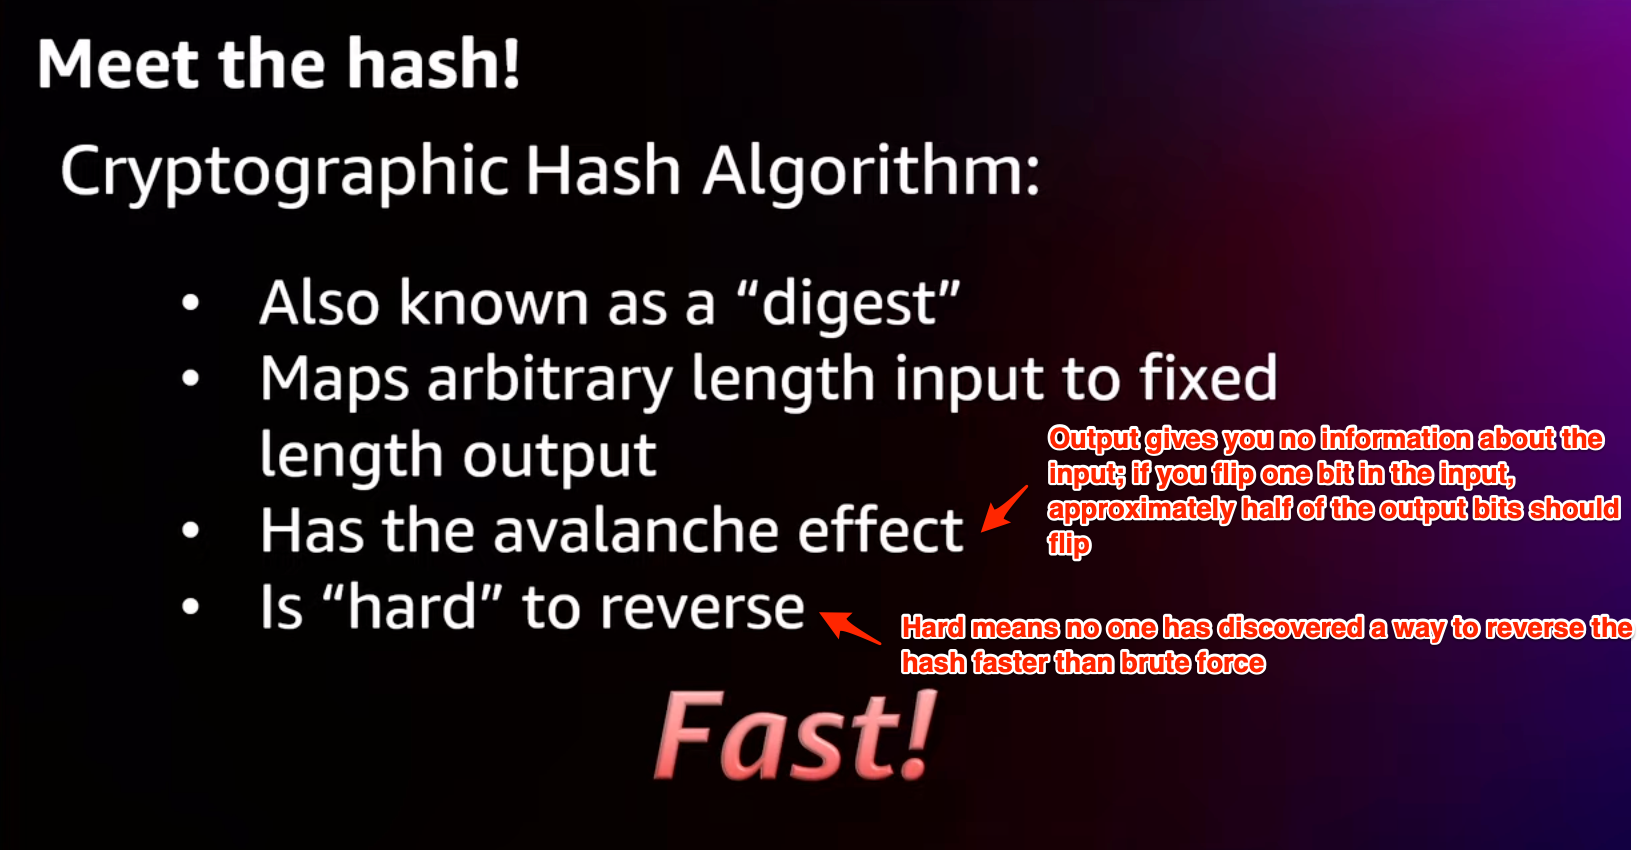 Meet the hash!
Cryptographic Hash Algorithm:
• Also known as a “digest”
• Maps arbitrary length input to fixed
length output
• Has the avalanche effect
Output gives you no information about the
input; if you flip one bit in the input,
approximately half of the output bits should
flip
• Is “hard” to reverse
Hard means no one has discovered a way to reverse the
hash faster than brute force
Fast!